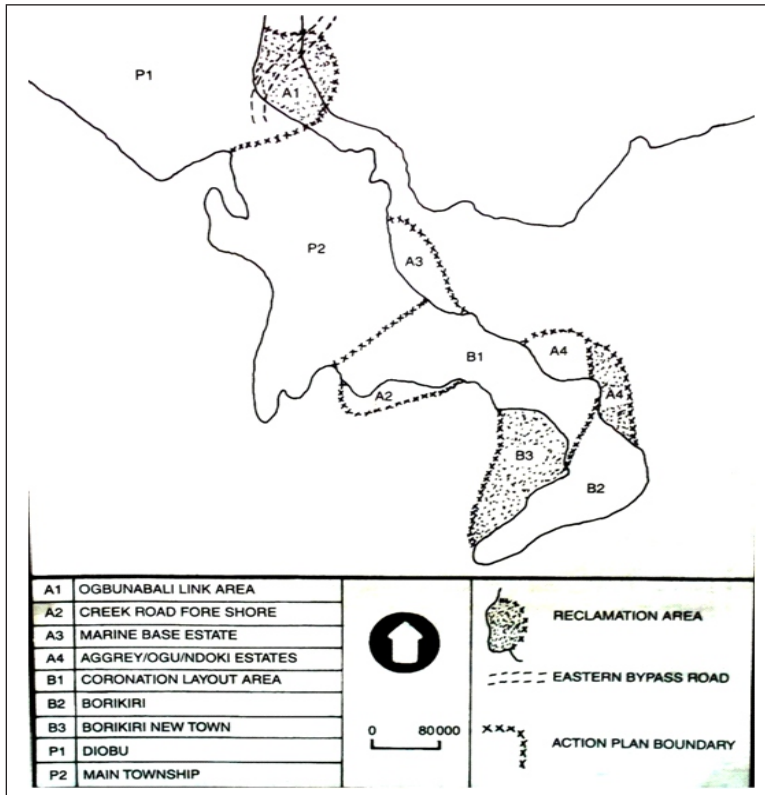 P1
A1
P2
A3
B1
A4
A2
A4
B3
B2
A1 OGBUNABALI LINK AREA
A2 CREEK ROAD FORE SHORE
A3 MARINE BASE ESTATE
A4 AGGREY/OGU/NDOKI ESTATES
B1 CORONATION LAYOUT AREA
B2 BORIKIRI
B3 BORIKIRI NEW TOWN
P1 DIOBU
P2 MAIN TOWNSHIP
0 80000
RECLAMATION AREA
EASTERN BYPASS ROAD
ACTION PLAN BOUNDARY